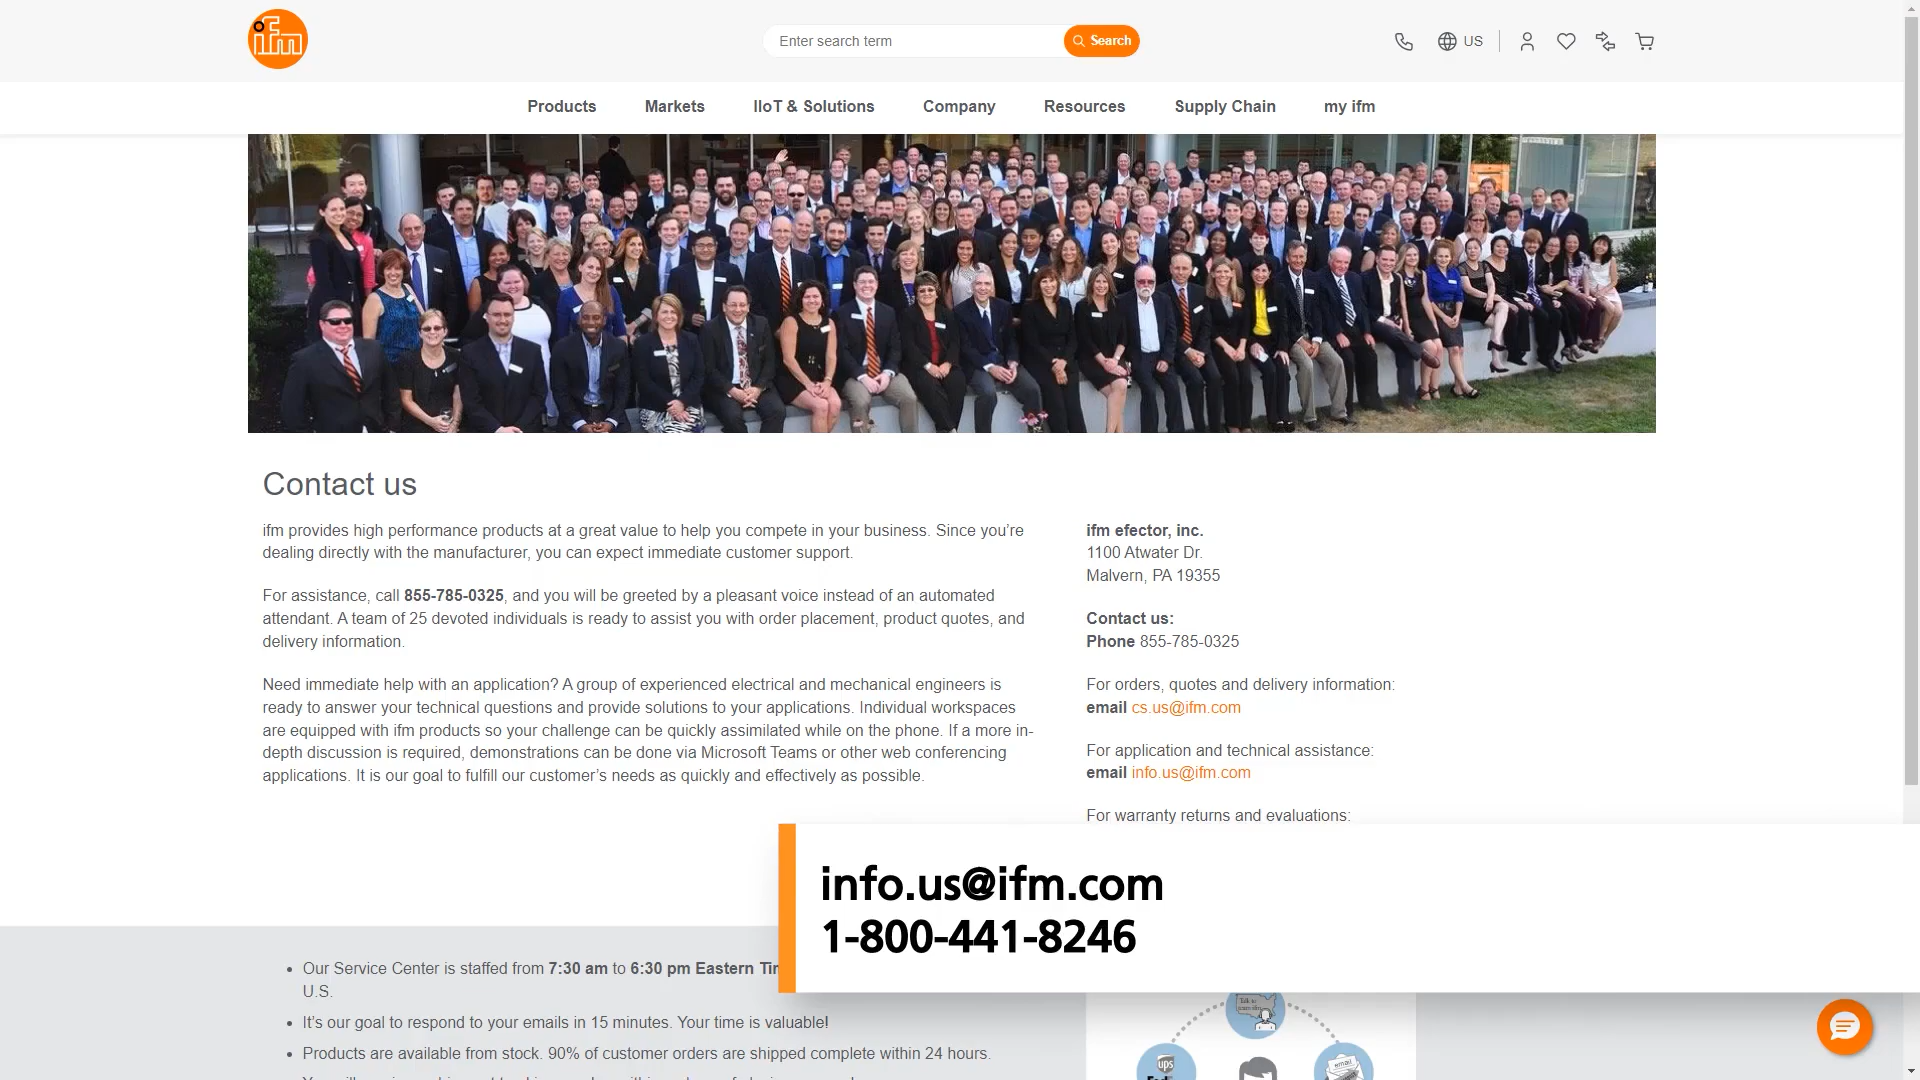 ifm
Enter search term
Search
US
Products
Markets
IIoT & Solutions
Company
Resources
Supply Chain
my ifm
Contact us
ifm provides high performance products at a great value to help you compete in your business. Since you’re
dealing directly with the manufacturer, you can expect immediate customer support.
For assistance, call 855-785-0325, and you will be greeted by a pleasant voice instead of an automated
attendant. A team of 25 devoted individuals is ready to assist you with order placement, product quotes, and
delivery information.
Need immediate help with an application? A group of experienced electrical and mechanical engineers is
ready to answer your technical questions and provide solutions to your applications. Individual workspaces
are equipped with ifm products so your challenge can be quickly assimilated while on the phone. If a more in-
depth discussion is required, demonstrations can be done via Microsoft Teams or other web conferencing
applications. It is our goal to fulfill our customer’s needs as quickly and effectively as possible.
ifm efector, inc.
1100 Atwater Dr.
Malvern, PA 19355
Contact us:
Phone 855-785-0325
For orders, quotes and delivery information:
email cs.us@ifm.com
For application and technical assistance:
email info.us@ifm.com
For warranty returns and evaluations:
info.us@ifm.com
1-800-441-8246
Our Service Center is staffed from 7:30 am to 6:30 pm Eastern
U.S.
It’s our goal to respond to your emails in 15 minutes. Your time is valuable!
Products are available from stock. 90% of customer orders are shipped complete within 24 hours.
ups